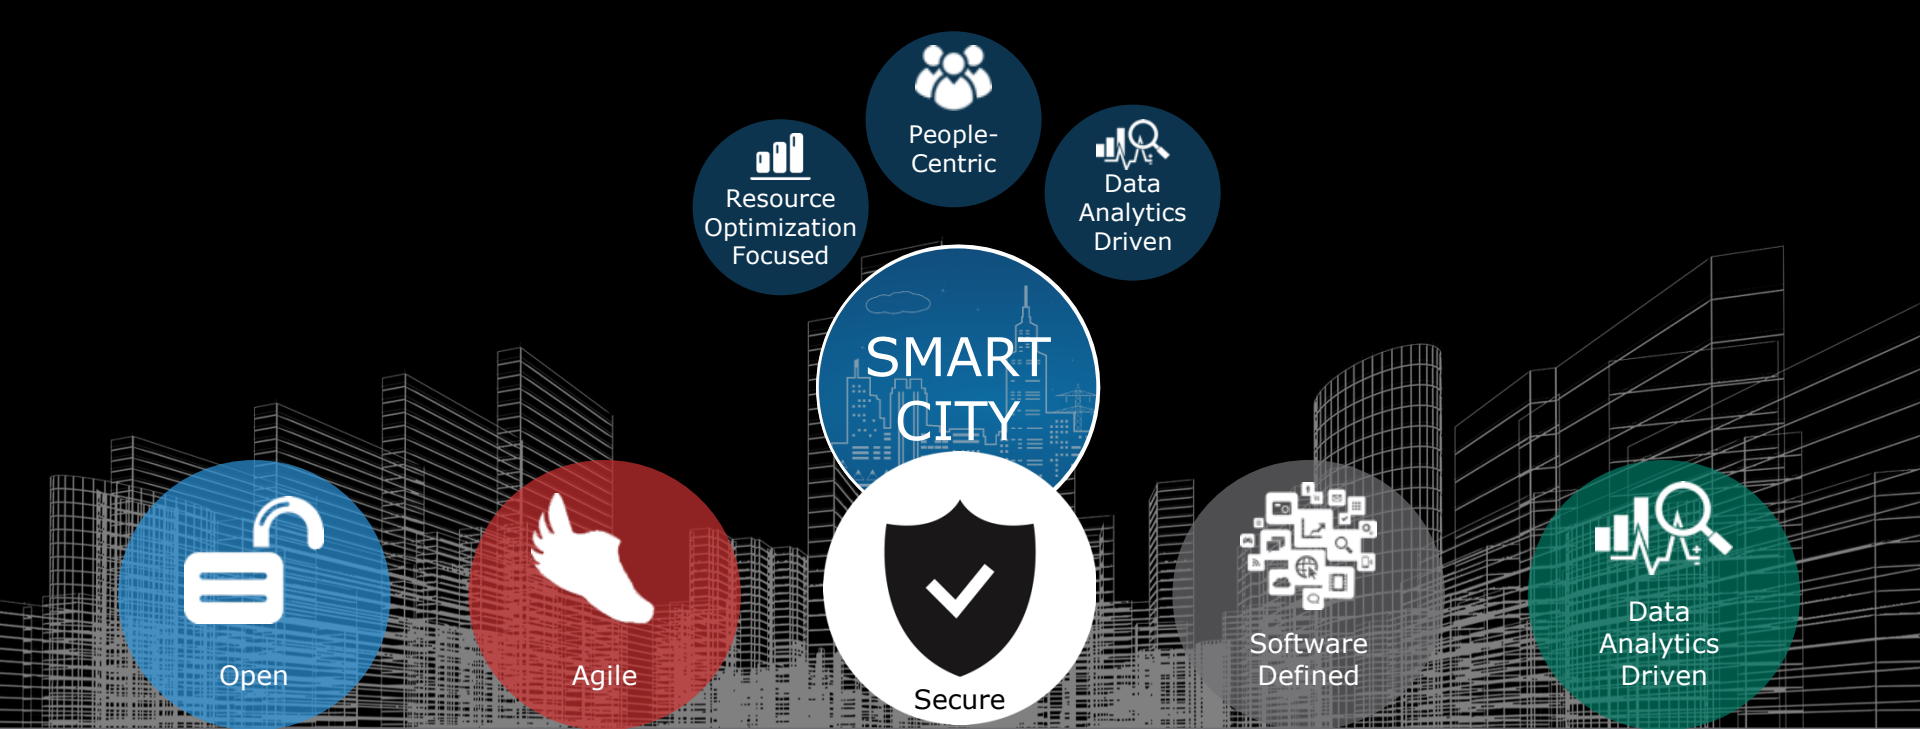 People-
Centric
Resource
Optimization
Focused
Data
Analytics
Driven
SMART
CITY
Open
Agile
Secure
Software
Defined
Data
Analytics
Driven